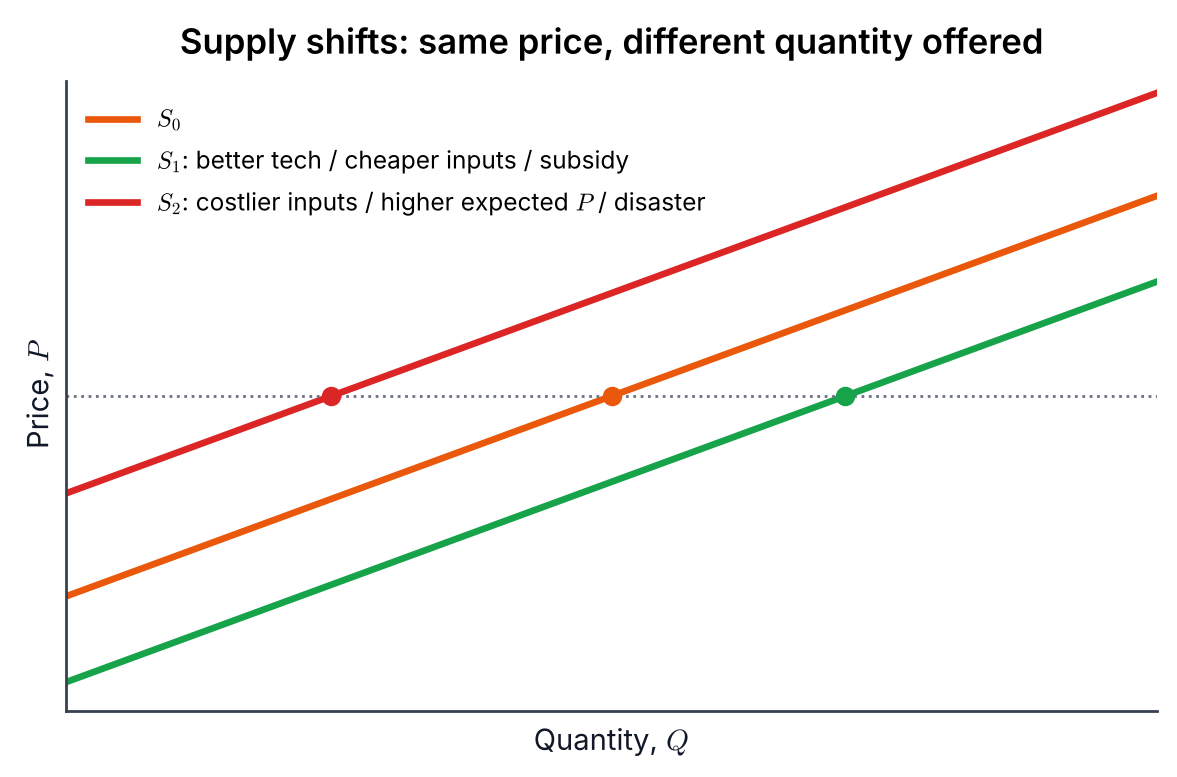 Supply shifts: same price, different quantity offered
S₀
S₁: better tech / cheaper inputs / subsidy
S₂: costlier inputs / higher expected P / disaster
Price, P
Quantity, Q